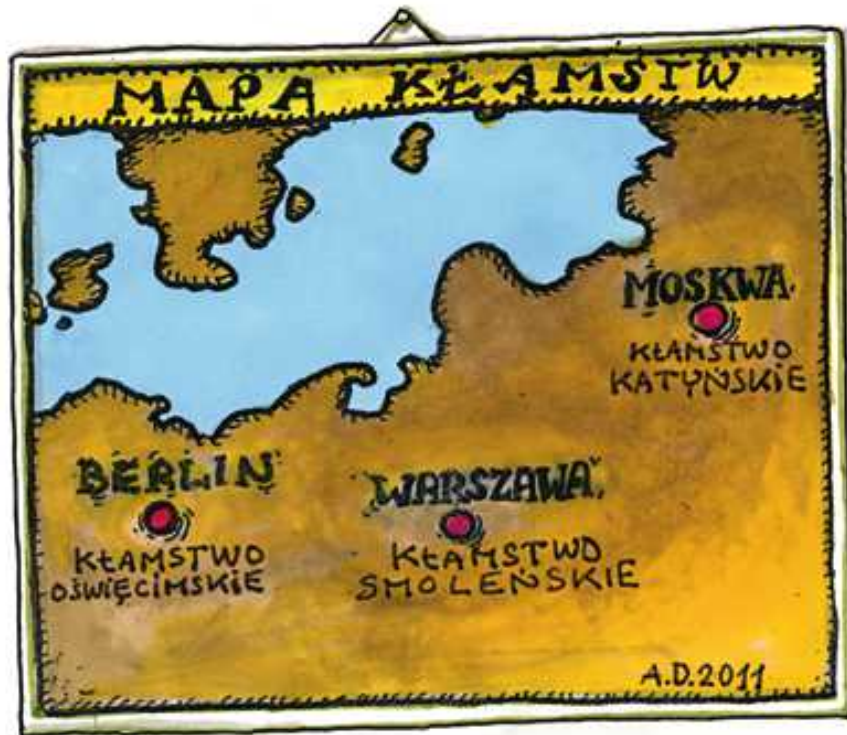 MAPA KŁAMSTW
MOSKWA
KŁAMSTWO
KATYŃSKIE
BERLIN
KŁAMSTWO
OŚWIĘCIMSKIE
WARSZAWA
KŁAMSTWO
SMOLEŃSKIE
A.D.2011